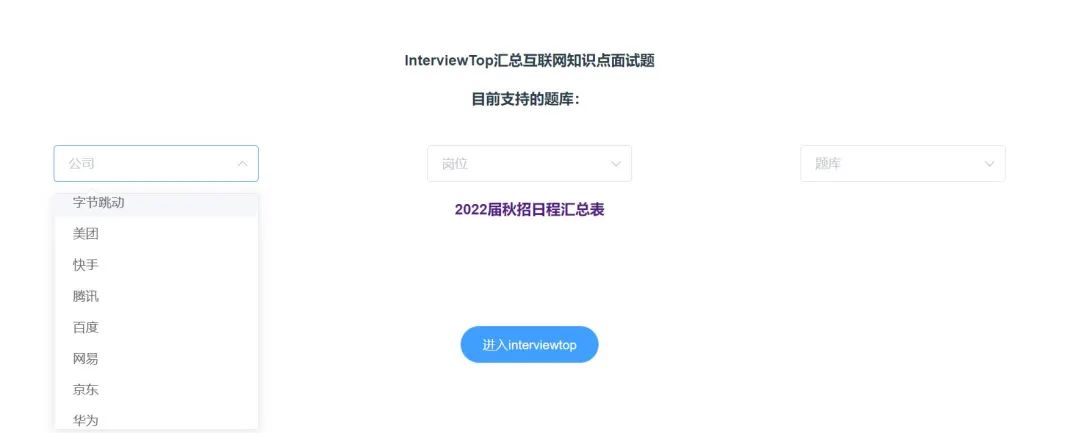 InterviewTop汇总互联网知识点面试题
目前支持的题库：
公司
岗位
题库
字节跳动
2022届秋招日程汇总表
美团
快手
腾讯
百度
进入interviewtop
网易
京东
华为